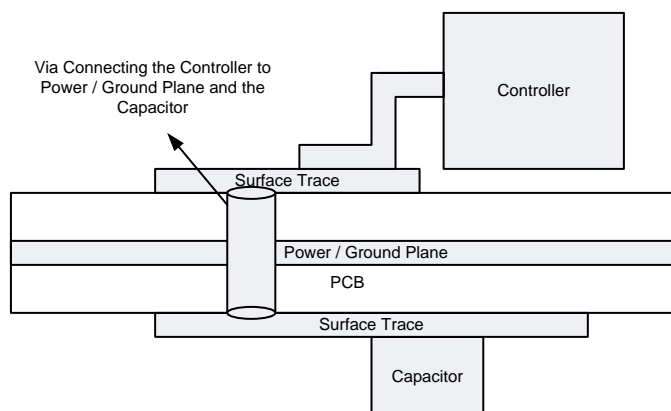 Via Connecting the Controller to
Power / Ground Plane and the
Capacitor
Controller
Surface Trace
Power / Ground Plane
PCB
Surface Trace
Capacitor